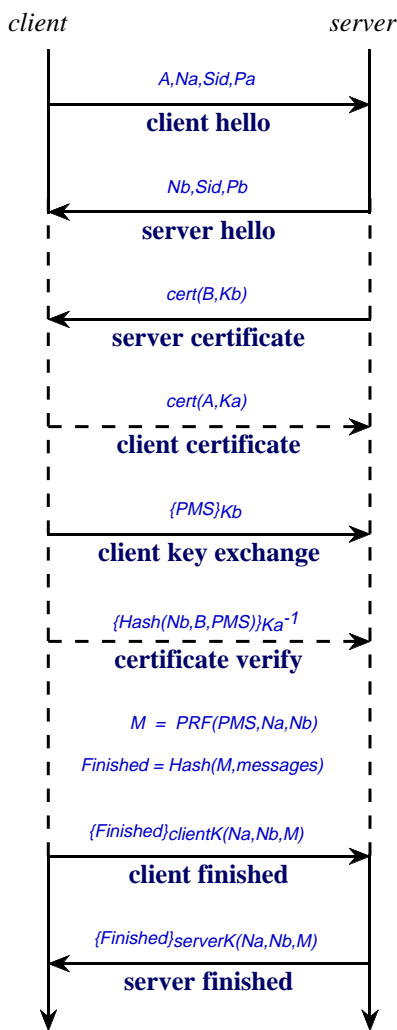 client server
A,Na,Sid,Pa
client hello
Nb,Sid,Pb
server hello
cert(B,Kb)
server certificate
cert(A,Ka)
client certificate
{PMS}Kb
client key exchange
{Hash(Nb,B,PMS)}Ka-1
certificate verify
M = PRF(PMS,Na,Nb)
Finished = Hash(M,messages)
{Finished}clientK(Na,Nb,M)
client finished
{Finished}serverK(Na,Nb,M)
server finished